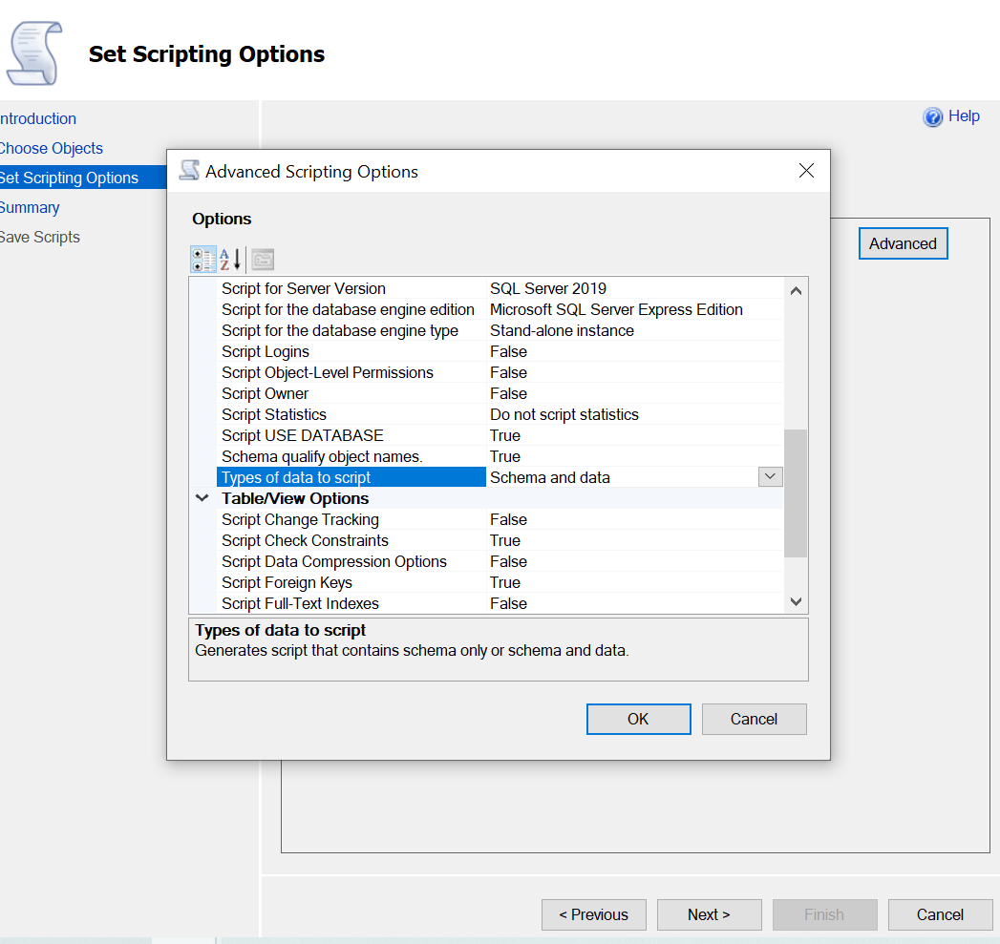 Set Scripting Options
ntroduction
Choose Objects
Set Scripting Options
Summary
Save Scripts
Help
Advanced
Advanced Scripting Options
Options
Script for Server Version SQL Server 2019
Script for the database engine edition Microsoft SQL Server Express Edition
Script for the database engine type Stand-alone instance
Script Logins False
Script Object-Level Permissions False
Script Owner False
Script Statistics Do not script statistics
Script USE DATABASE True
Schema qualify object names. True
Types of data to script Schema and data
Table/View Options
Script Change Tracking False
Script Check Constraints True
Script Data Compression Options False
Script Foreign Keys True
Script Full-Text Indexes False
Types of data to script
Generates script that contains schema only or schema and data.
OK Cancel
< Previous Next > Finish Cancel